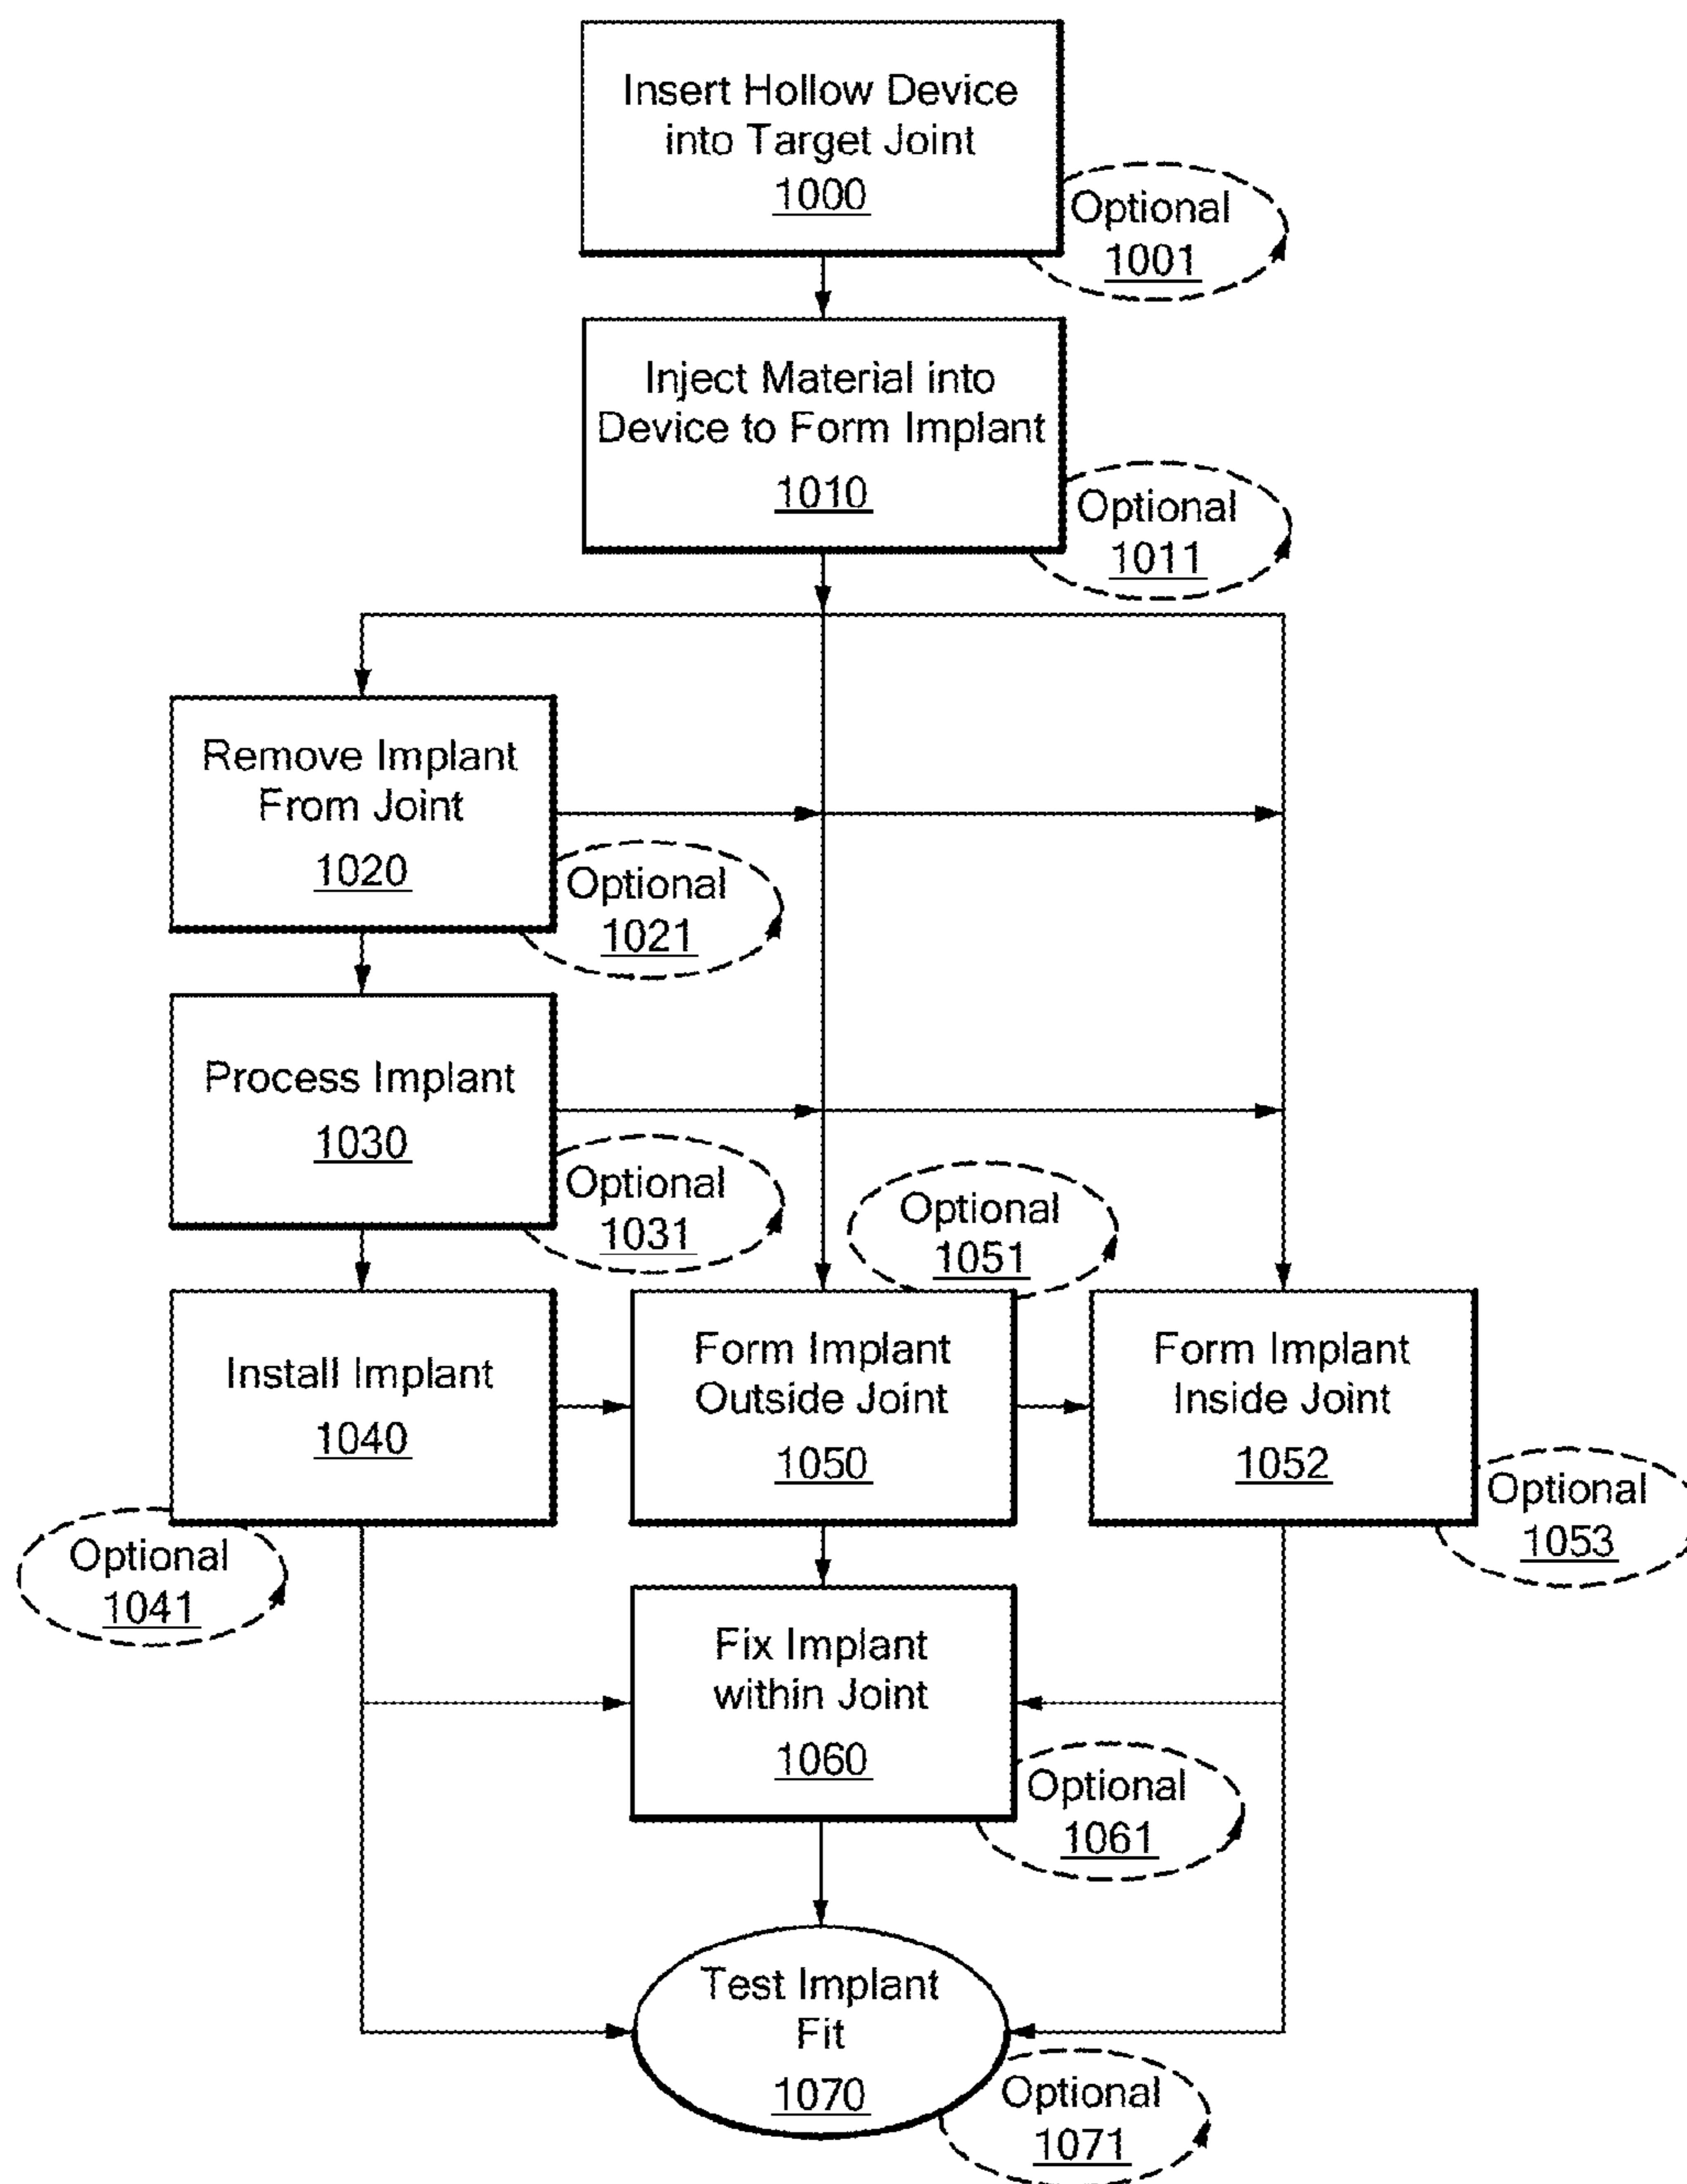 Insert Hollow Device
into Target Joint
1000
Optional
1001
Inject Material into
Device to Form Implant
1010
Optional
1011
Remove Implant
From Joint
1020
Optional
1021
Process Implant
1030
Optional
1031
Optional
1051
Install Implant
1040
Optional
1041
Form Implant
Outside Joint
1050
Form Implant
Inside Joint
1052
Optional
1053
Fix Implant
within Joint
1060
Optional
1061
Test Implant
Fit
1070
Optional
1071